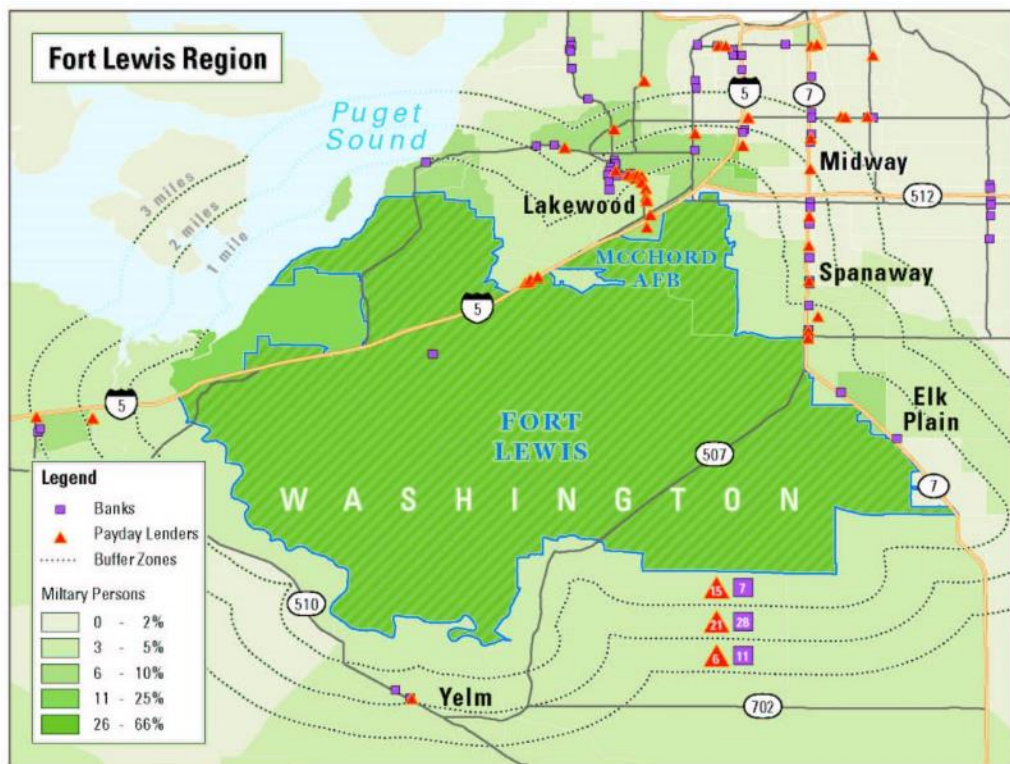 Fort Lewis Region
Puget
Sound
3 miles
2 miles
1 mile
5
7
Midway
512
Lakewood
MCCHORD
AFB
Spanaway
5
5
Elk
Plain
FORT
LEWIS
507
7
WASHINGTON
Legend
Banks
Payday Lenders
Buffer Zones
Miltary Persons
0 - 2%
3 - 5%
6 - 10%
11 - 25%
26 - 66%
510
15 7
21 28
6 11
Yelm
702